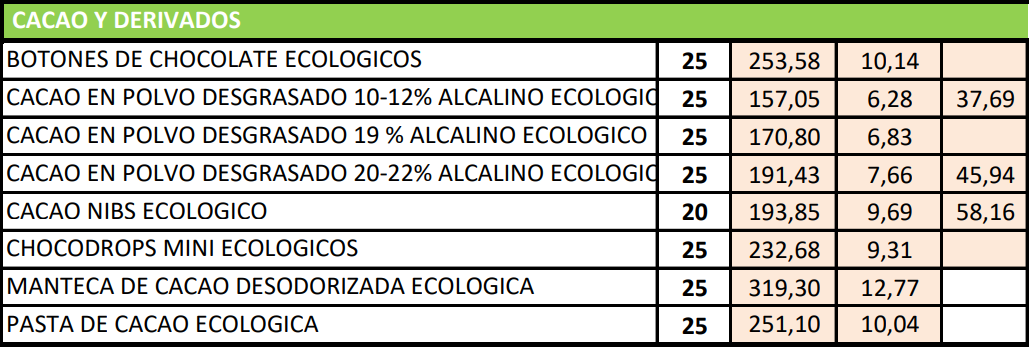 CACAO Y DERIVADOS
BOTONES DE CHOCOLATE ECOLOGICOS 25 253,58 10,14
CACAO EN POLVO DESGRASADO 10-12% ALCALINO ECOLOGIC 25 157,05 6,28 37,69
CACAO EN POLVO DESGRASADO 19 % ALCALINO ECOLOGICO 25 170,80 6,83
CACAO EN POLVO DESGRASADO 20-22% ALCALINO ECOLOGIC 25 191,43 7,66 45,94
CACAO NIBS ECOLOGICO 20 193,85 9,69 58,16
CHOCODROPS MINI ECOLOGICOS 25 232,68 9,31
MANTECA DE CACAO DESODORIZADA ECOLOGICA 25 319,30 12,77
PASTA DE CACAO ECOLOGICA 25 251,10 10,04